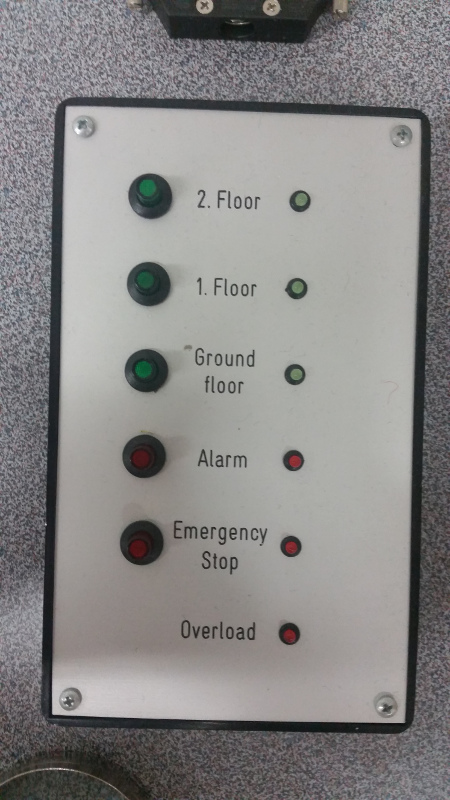 2. Floor
1. Floor
Ground
floor
Alarm
Emergency
Stop
Overload